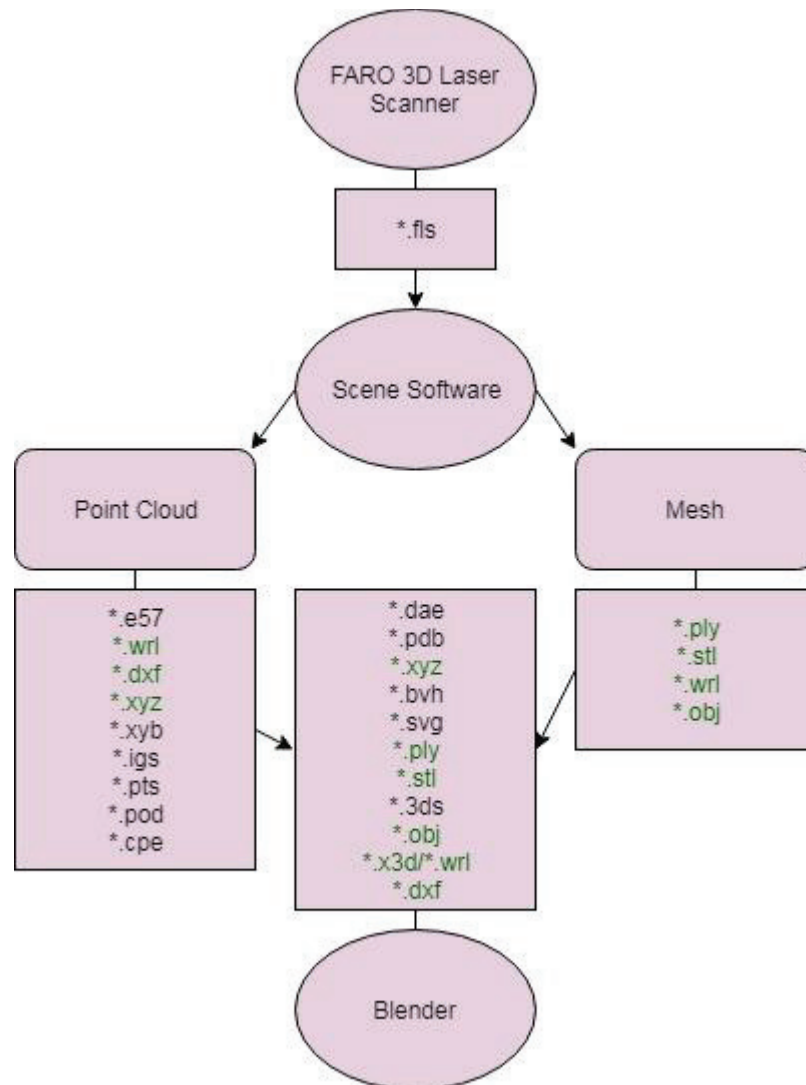 FARO 3D Laser
Scanner
*.fls
Scene Software
Point Cloud
Mesh
*.e57
*.wrl
*.dxf
*.xyz
*.xyb
*.igs
*.pts
*.pod
*.cpe
*.dae
*.pdb
*.xyz
*.bvh
*.svg
*.ply
*.stl
*.3ds
*.obj
*.x3d/*.wrl
*.dxf
*.ply
*.stl
*.wrl
*.obj
Blender